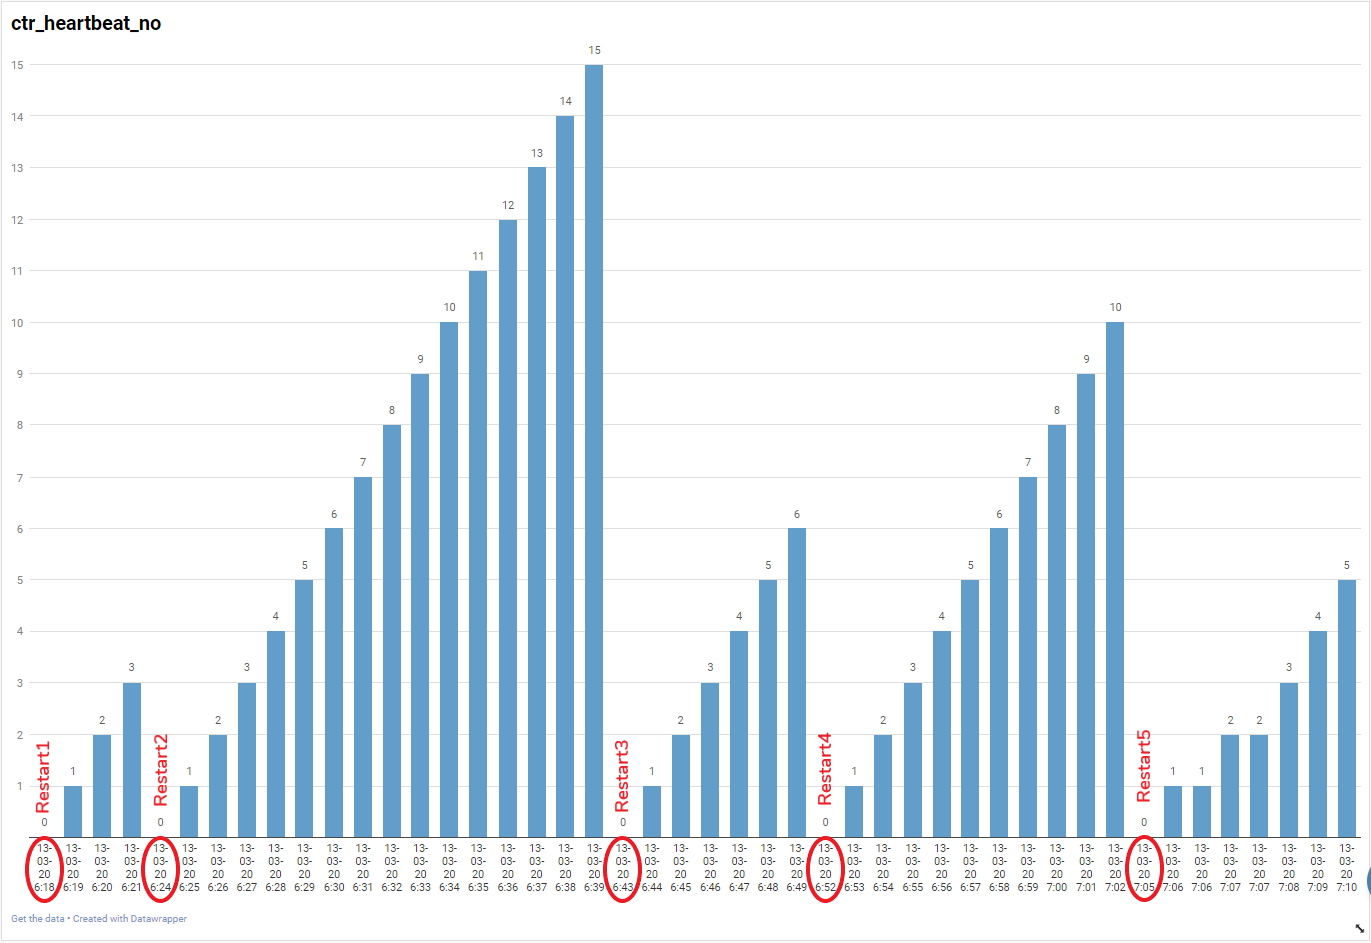 ctr_heartbeat_no
15
14
13
12
11
10
9
8
7
6
5
4
3
2
1
0 1 2 3 0 1 2 3 4 5 6 7 8 9 10 11 12 13 14 15 0 1 2 3 4 5 6 0 1 2 3 4 5 6 7 8 9 10 0 1 1 2 2 3 4 5
Restart1
Restart2
Restart3
Restart4
Restart5
13- 13- 13- 13- 13- 13- 13- 13- 13- 13- 13- 13- 13- 13- 13- 13- 13- 13- 13- 13- 13- 13- 13- 13- 13- 13- 13- 13- 13- 13- 13- 13- 13- 13- 13- 13- 13- 13- 13- 13- 13- 13- 13- 13- 13- 13-
03- 03- 03- 03- 03- 03- 03- 03- 03- 03- 03- 03- 03- 03- 03- 03- 03- 03- 03- 03- 03- 03- 03- 03- 03- 03- 03- 03- 03- 03- 03- 03- 03- 03- 03- 03- 03- 03- 03- 03- 03- 03- 03- 03- 03- 03-
20 20 20 20 20 20 20 20 20 20 20 20 20 20 20 20 20 20 20 20 20 20 20 20 20 20 20 20 20 20 20 20 20 20 20 20 20 20 20 20 20 20 20 20 20 20
6:18 6:19 6:20 6:21 6:24 6:25 6:26 6:27 6:28 6:29 6:30 6:31 6:32 6:33 6:34 6:35 6:36 6:37 6:38 6:39 6:43 6:44 6:45 6:46 6:47 6:48 6:49 6:52 6:53 6:54 6:55 6:56 6:57 6:58 6:59 7:00 7:01 7:02 7:05 7:06 7:06 7:07 7:07 7:08 7:09 7:10
Get the data • Created with Datawrapper